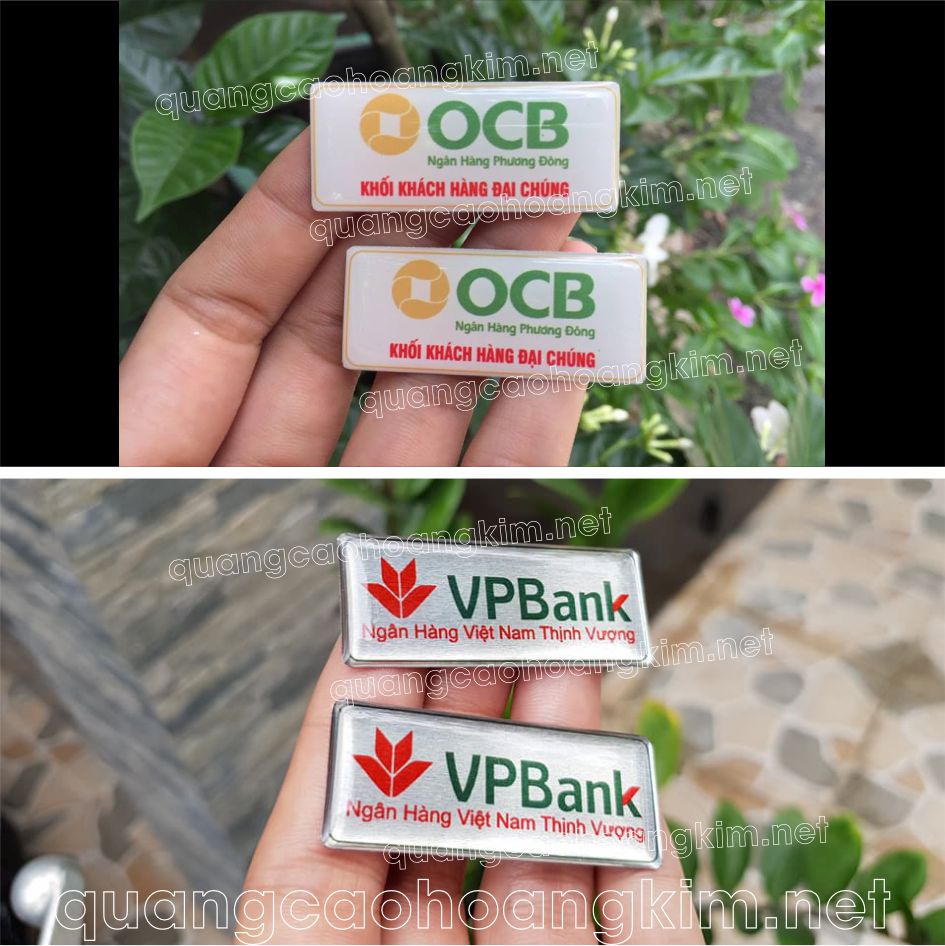 quangcaohoangkim.net
OCB
Ngân Hàng Phương Đông
KHỐI KHÁCH HÀNG ĐẠI CHÚNG
quangcaohoangkim.net
OCB
Ngân Hàng Phương Đông
KHỐI KHÁCH HÀNG ĐẠI CHÚNG
quangcaohoangkim.net
quangcaohoangkim.net
VPBank
Ngân Hàng Việt Nam Thịnh Vượng
quangcaohoangkim.net
VPBank
Ngân Hàng Việt Nam Thịnh Vượng
quangcaohoangkim.net
quangcaohoangkim.net